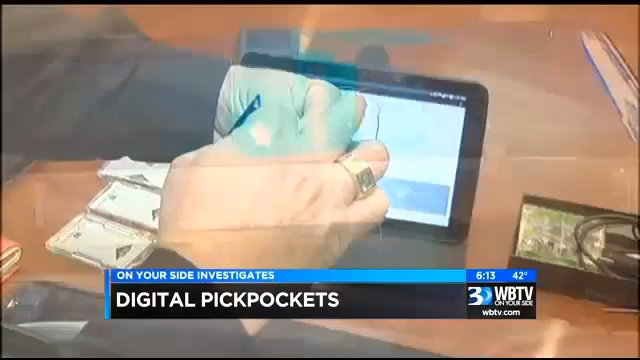 ON YOUR SIDE INVESTIGATES
6:13 42°
DIGITAL PICKPOCKETS
3 WBTV
ON YOUR SIDE
wbtv.com